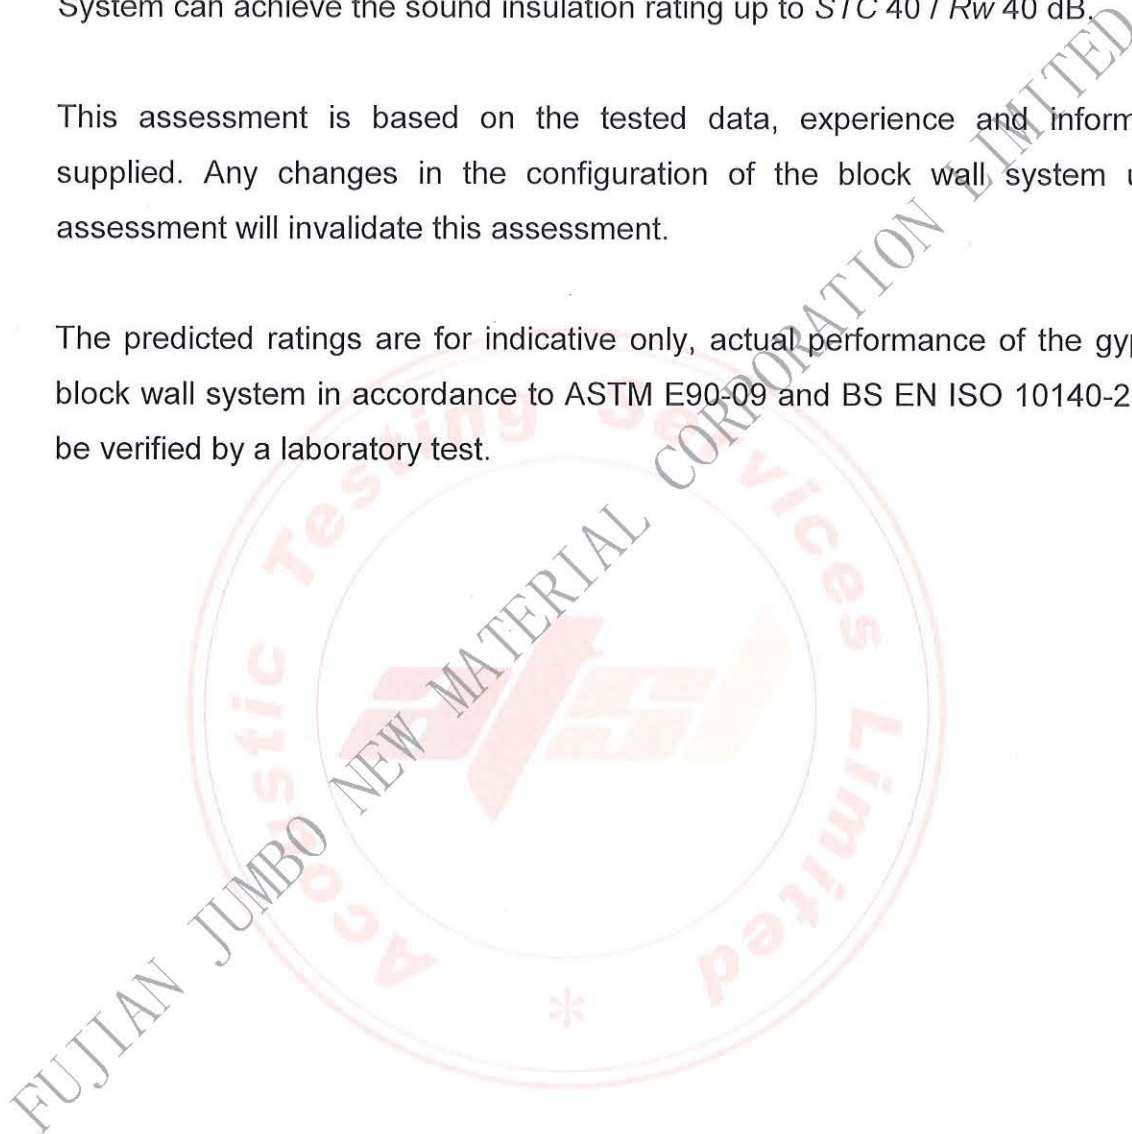 System can achieve the sound insulation rating up to STC 40 / Rw 40 dB.
This assessment is based on the tested data, experience and inform
supplied. Any changes in the configuration of the block wall system u
assessment will invalidate this assessment.
The predicted ratings are for indicative only, actual performance of the gyp
block wall system in accordance to ASTM E90-09 and BS EN ISO 10140-2
be verified by a laboratory test.
FUJIAN JUMBO NEW MATERIAL CORPORATION LIMITED
Acoustic Testing Services Limited
atsl
*